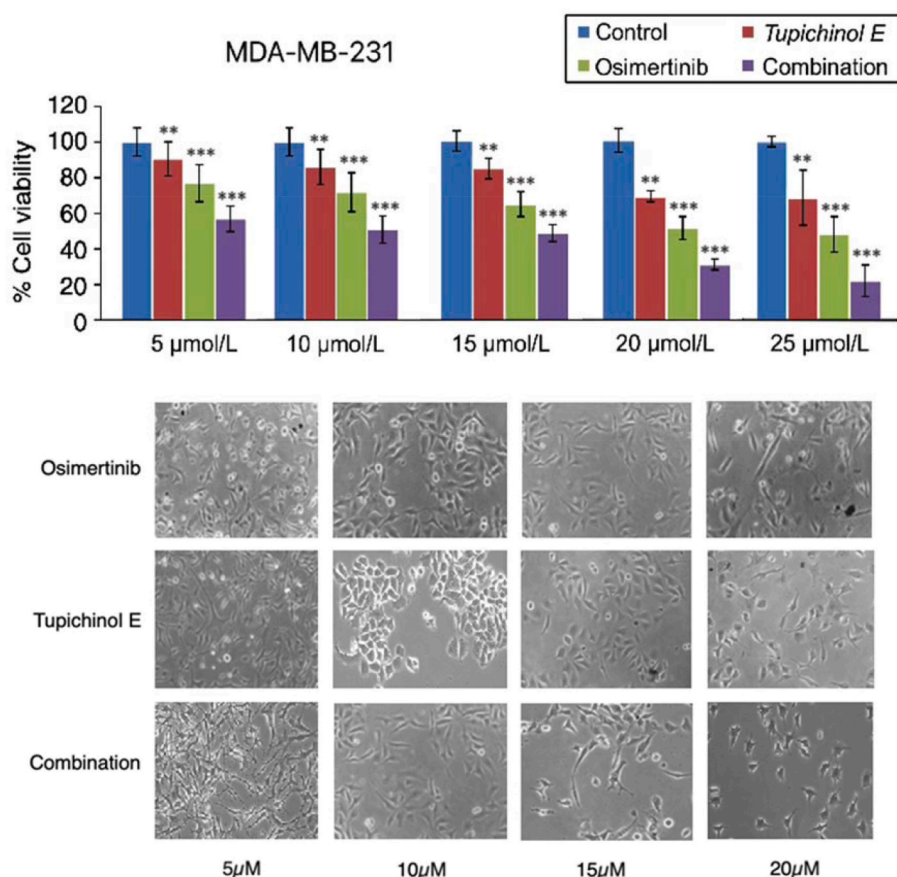 MDA-MB-231
Control
Tupichinol E
Osimertinib
Combination
% Cell viability
120
100
80
60
40
20
0
** *** ***
** *** ***
** *** ***
** *** ***
** *** ***
5 µmol/L
10 µmol/L
15 µmol/L
20 µmol/L
25 µmol/L
Osimertinib
Tupichinol E
Combination
5µM
10µM
15µM
20µM